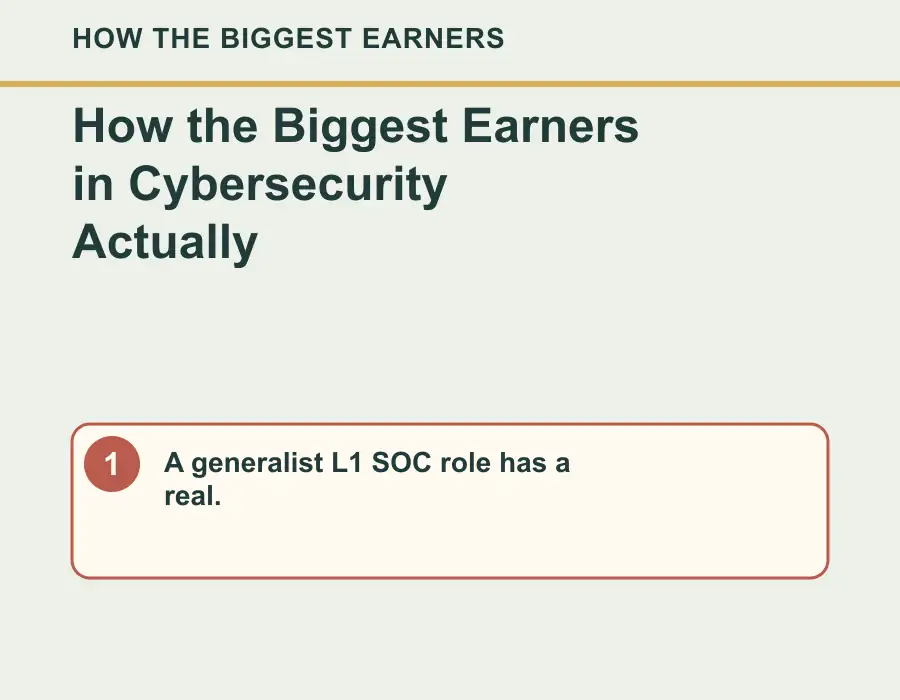 HOW THE BIGGEST EARNERS
How the Biggest Earners
in Cybersecurity
Actually
1
A generalist L1 SOC role has a
real.